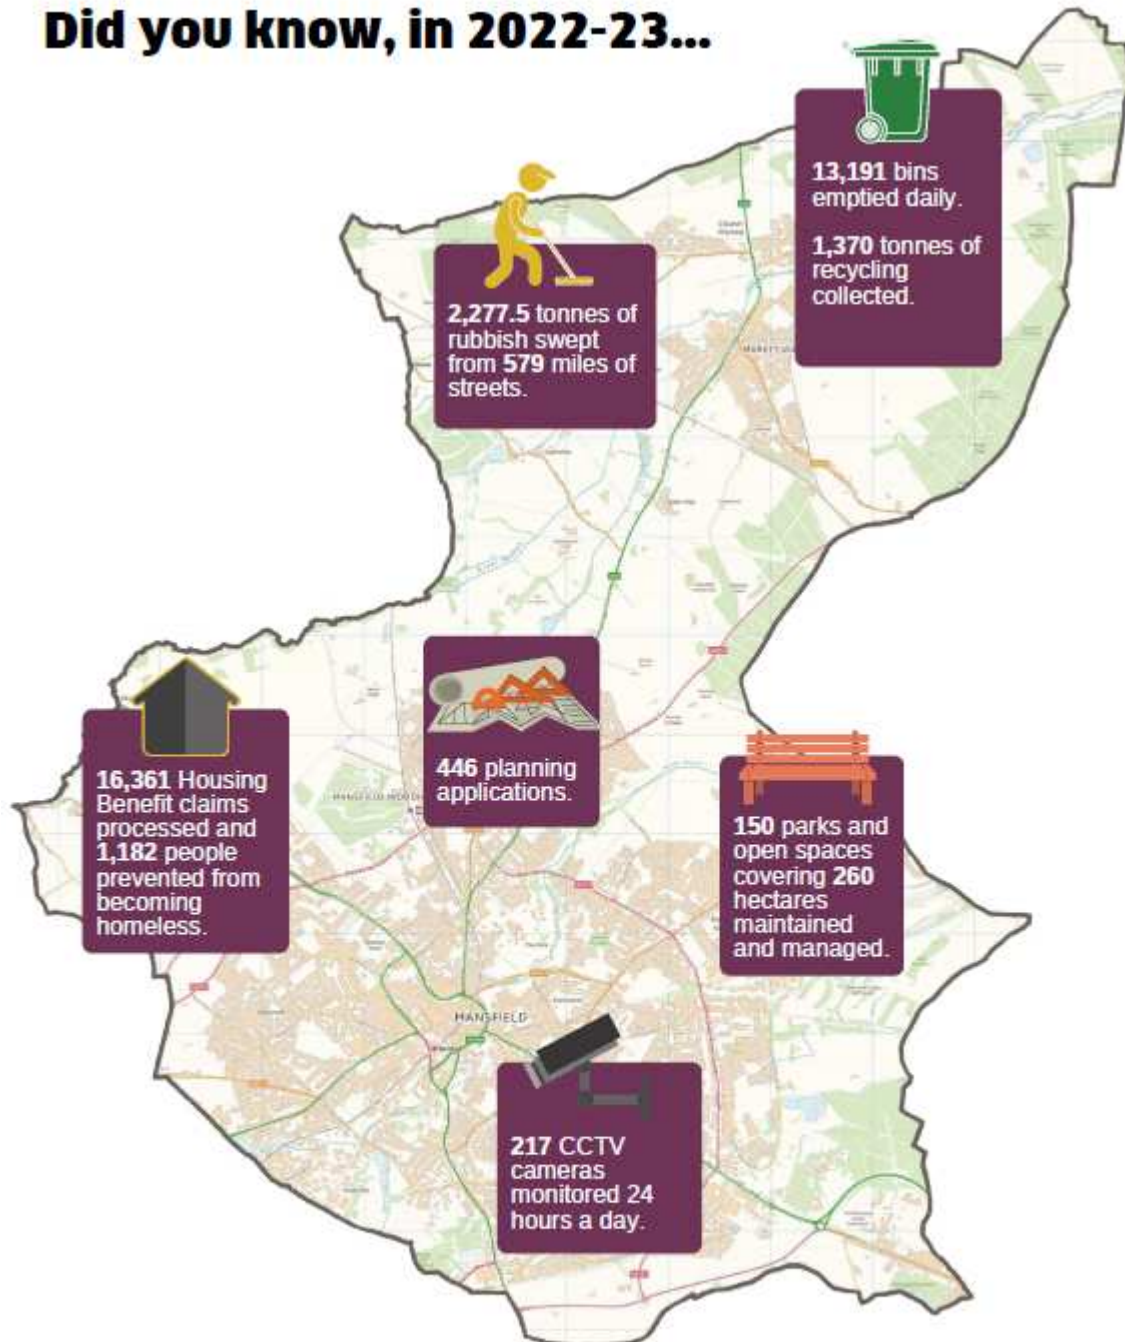 Did you know, in 2022-23...
13,191 bins
emptied daily.
1,370 tonnes of
recycling
collected.
2,277.5 tonnes of
rubbish swept
from 579 miles of
streets.
446 planning
applications.
16,361 Housing
Benefit claims
processed and
1,182 people
prevented from
becoming
homeless.
150 parks and
open spaces
covering 260
hectares
maintained
and managed.
MANSFIELD
217 CCTV
cameras
monitored 24
hours a day.